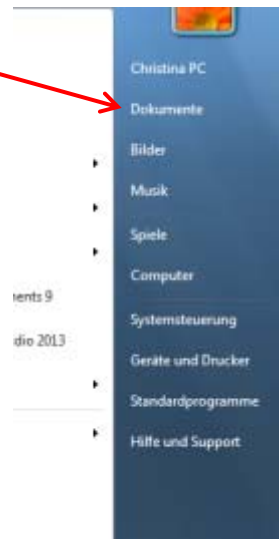 Christina PC
Dokumente
Bilder
Musik
Spiele
Computer
ents 9
dio 2013
Systemsteuerung
Geräte und Drucker
Standardprogramme
Hilfe und Support